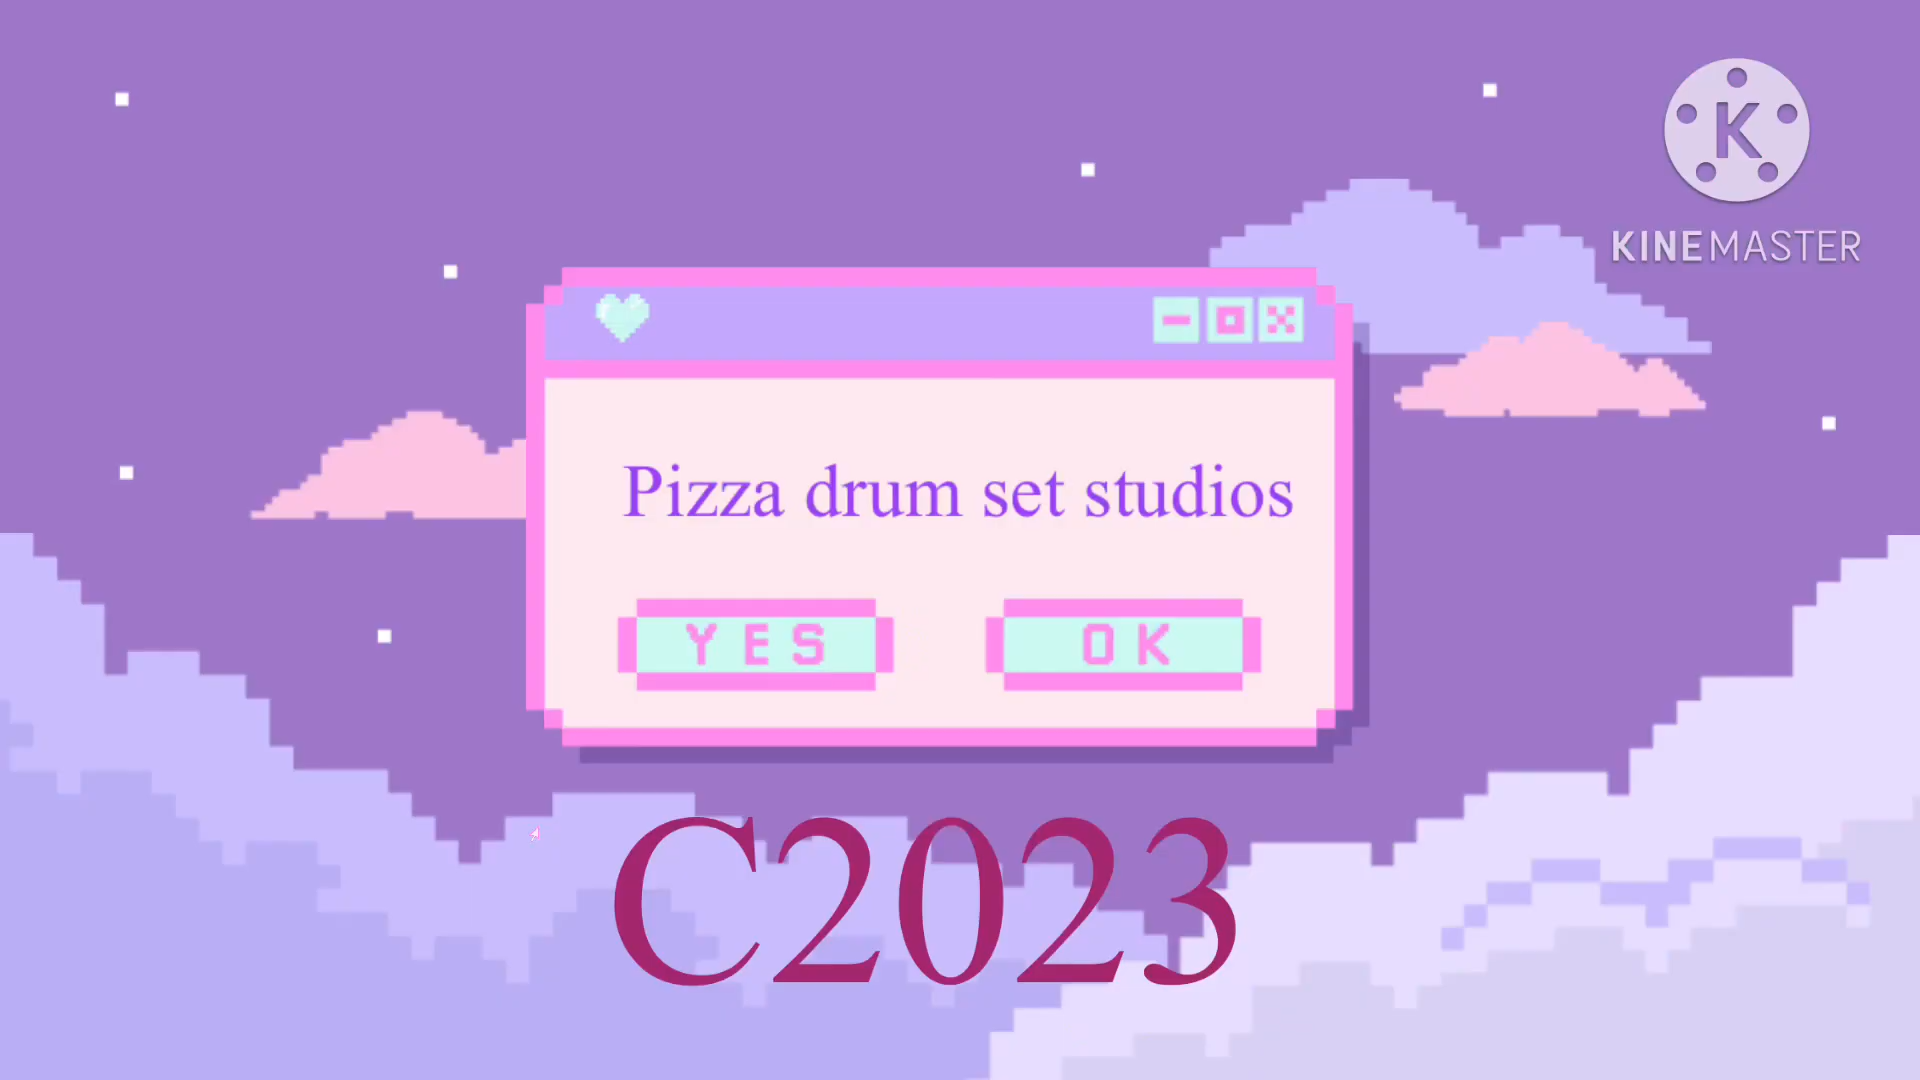 K
KINEMASTER
Pizza drum set studios
YES
OK
C2023